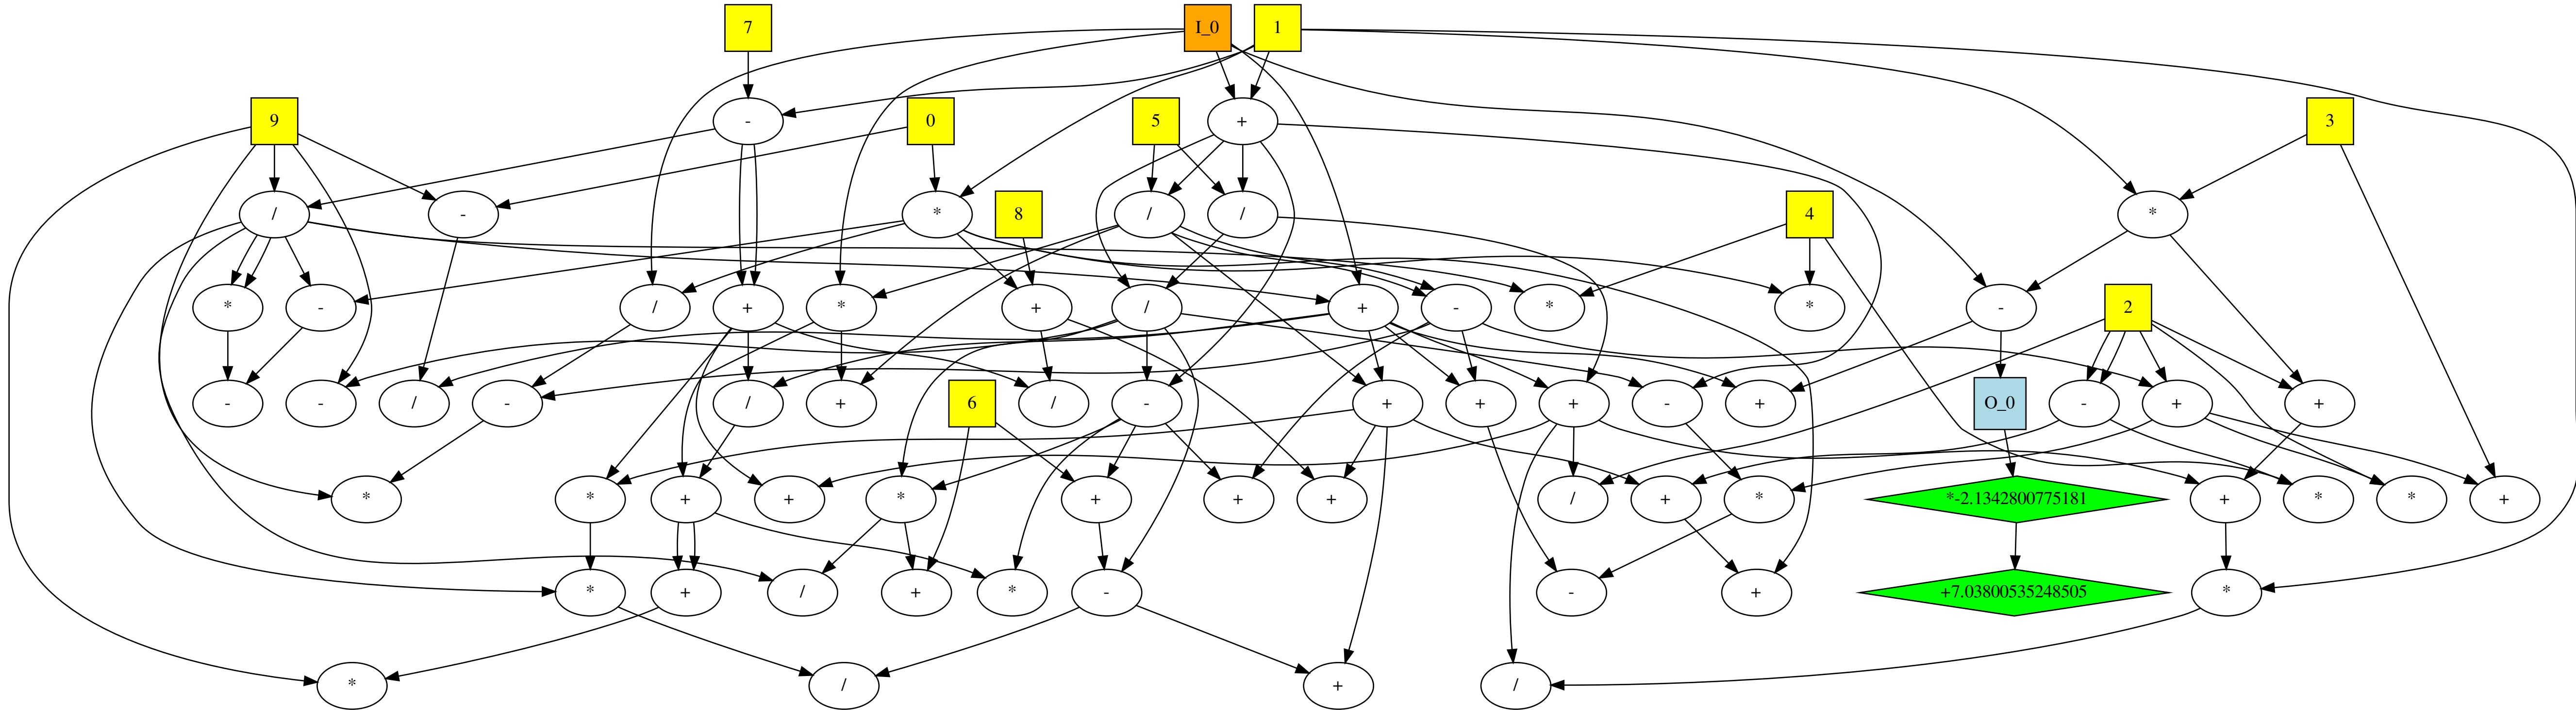 7 I_0 1
9 - 0 5 + 3
/ - * 8 / / 4 *
* - / + * + / + - * * - 2
- - / - / + / 6 - + + + - + O_0 - + +
* * + + * + + + / + * *-2.1342800775181 + * * +
* + / + * - - + +7.03800535248505 *
* / + /